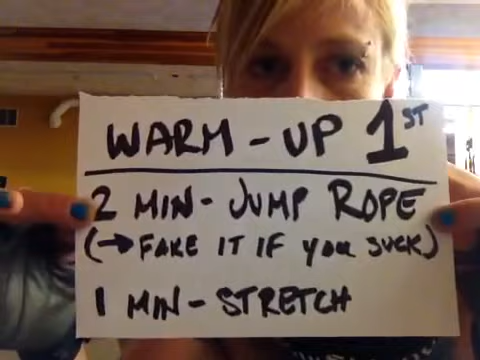 WARM-UP 1ST
2 MIN- JUMP ROPE
(→FAKE IT IF YOU SUCK)
1 MIN-STRETCH